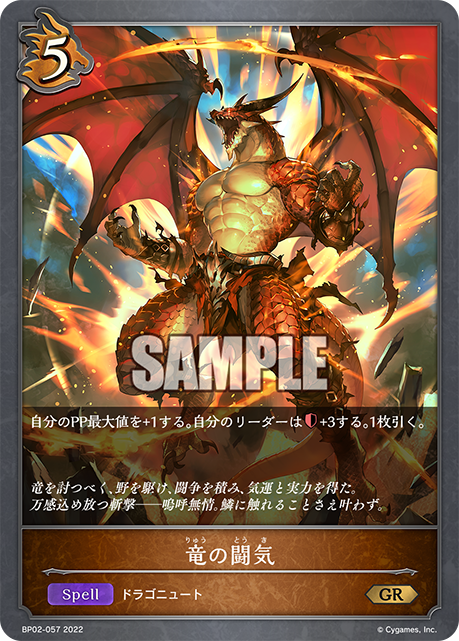 5
SAMPLE
自分のPP最大値を+1する。自分のリーダーは+3する。1枚引く。
竜を討つべく、野を駆け、闘争を積み、気運と実力を得た。
万感込め放つ斬撃――嗚呼無情。鱗に触れることさえ叶わず。
りゅう とうき
竜の闘気
Spell ドラゴニュート GR
BP02-057 2022 © Cygames, Inc.